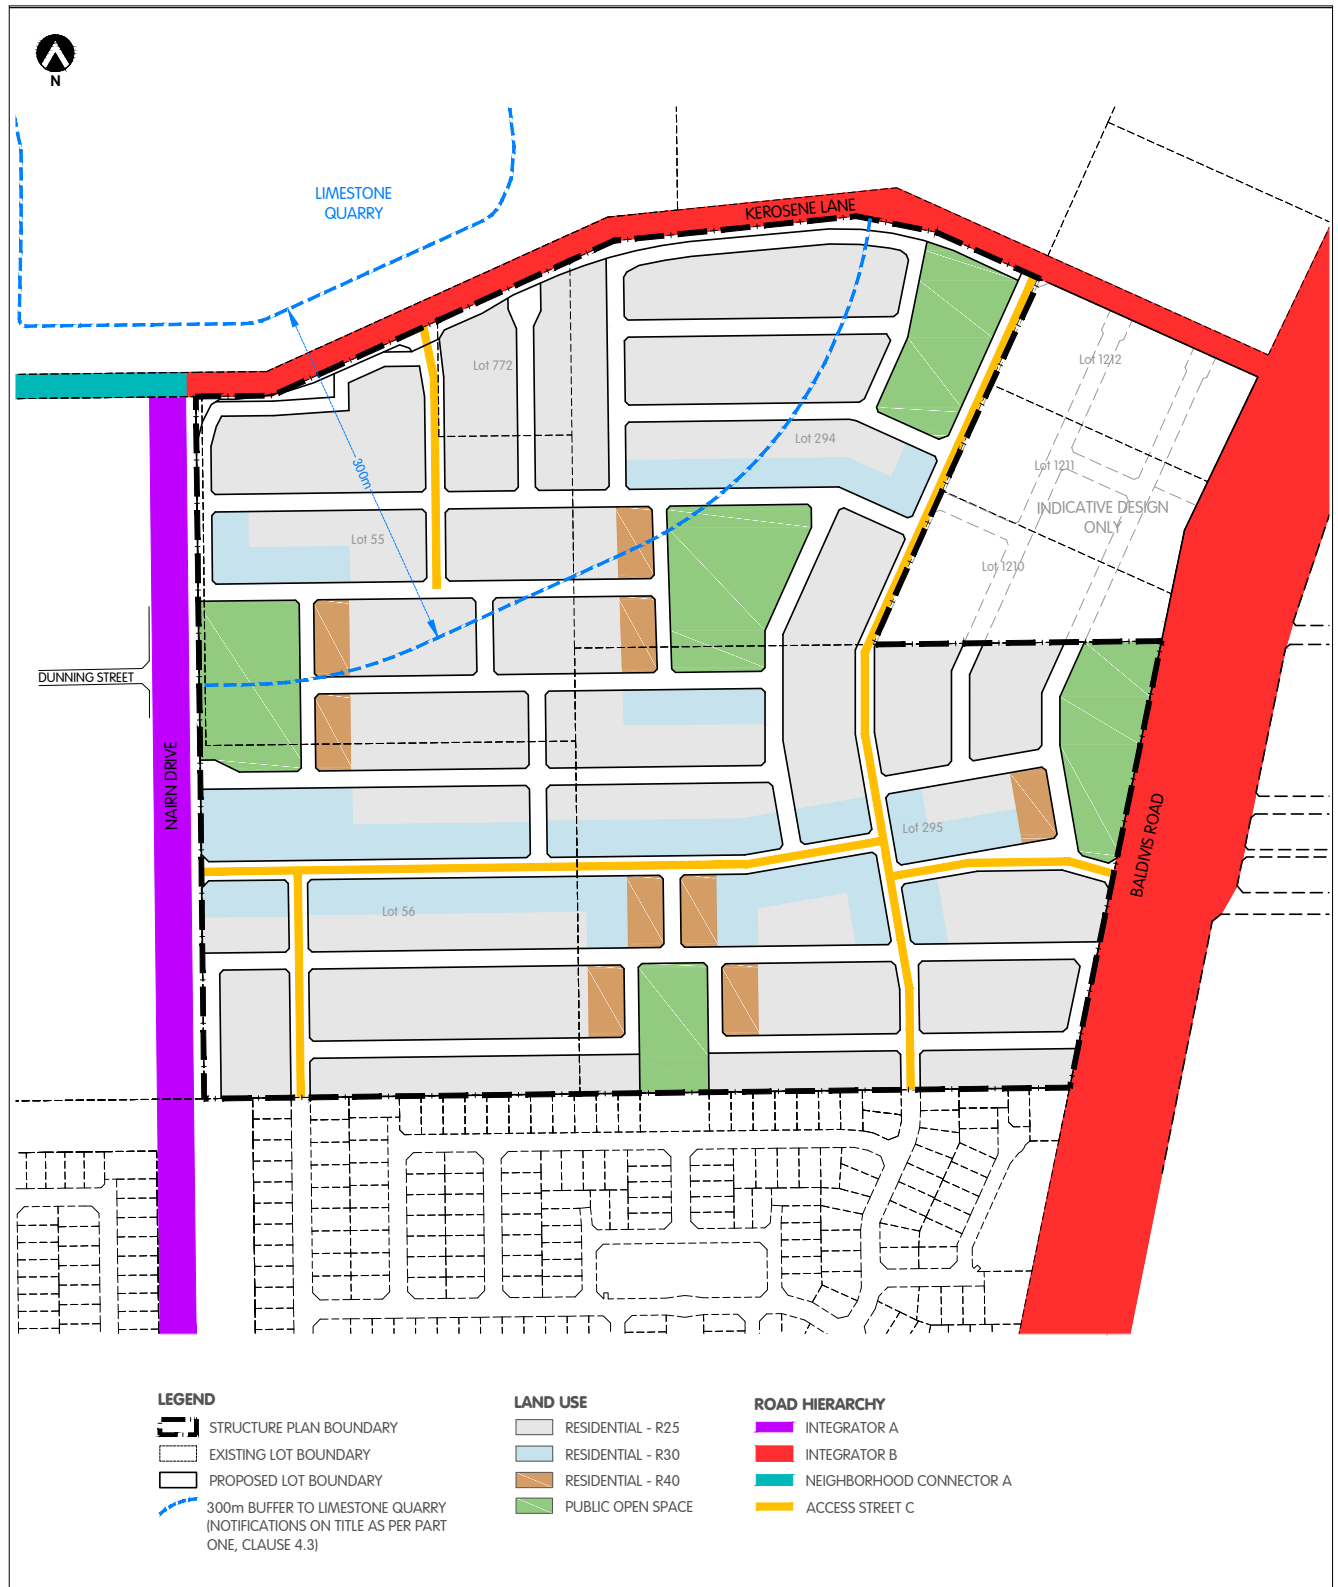 N
LIMESTONE
QUARRY
KEROSENE LANE
Lot 1212
Lot 772
Lot 294
300m
Lot 1211
INDICATIVE DESIGN
ONLY
Lot 55
Lot 1210
DUNNING STREET
NAIRN DRIVE
Lot 295
BALDIVIS ROAD
Lot 56
LEGEND
STRUCTURE PLAN BOUNDARY
EXISTING LOT BOUNDARY
PROPOSED LOT BOUNDARY
300m BUFFER TO LIMESTONE QUARRY
(NOTIFICATIONS ON TITLE AS PER PART
ONE, CLAUSE 4.3)
LAND USE
RESIDENTIAL - R25
RESIDENTIAL - R30
RESIDENTIAL - R40
PUBLIC OPEN SPACE
ROAD HIERARCHY
INTEGRATOR A
INTEGRATOR B
NEIGHBORHOOD CONNECTOR A
ACCESS STREET C